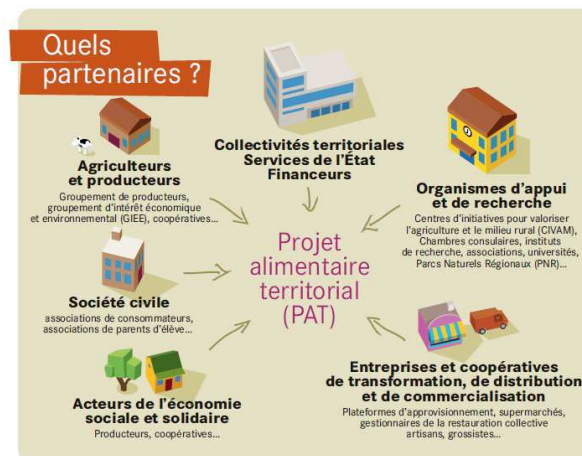 Quels
partenaires ?
Agriculteurs
et producteurs
Groupement de producteurs,
groupement d'intérêt économique
et environnemental (GIEE), coopératives...
Collectivités territoriales
Services de l'État
Financeurs
Organismes d'appui
et de recherche
Centres d'initiatives pour valoriser
l'agriculture et le milieu rural (CIVAM),
Chambres consulaires, instituts
de recherche, associations, universités,
Parcs Naturels Régionaux (PNR)...
Projet
alimentaire
territorial
(PAT)
Société civile
associations de consommateurs,
associations de parents d'élève...
Acteurs de l'économie
sociale et solidaire
Producteurs, coopératives...
Entreprises et coopératives
de transformation, de distribution
et de commercialisation
Plateformes d'approvisionnement, supermarchés,
gestionnaires de la restauration collective
artisans, grossistes...